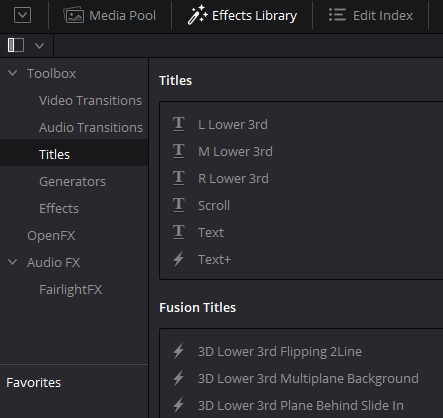 Media Pool
Effects Library
Edit Index
Toolbox
Video Transitions
Audio Transitions
Titles
Generators
Effects
OpenFX
Audio FX
FairlightFX
Favorites
Titles
L Lower 3rd
M Lower 3rd
R Lower 3rd
Scroll
Text
Text+
Fusion Titles
3D Lower 3rd Flipping 2Line
3D Lower 3rd Multiplane Background
3D Lower 3rd Plane Behind Slide In